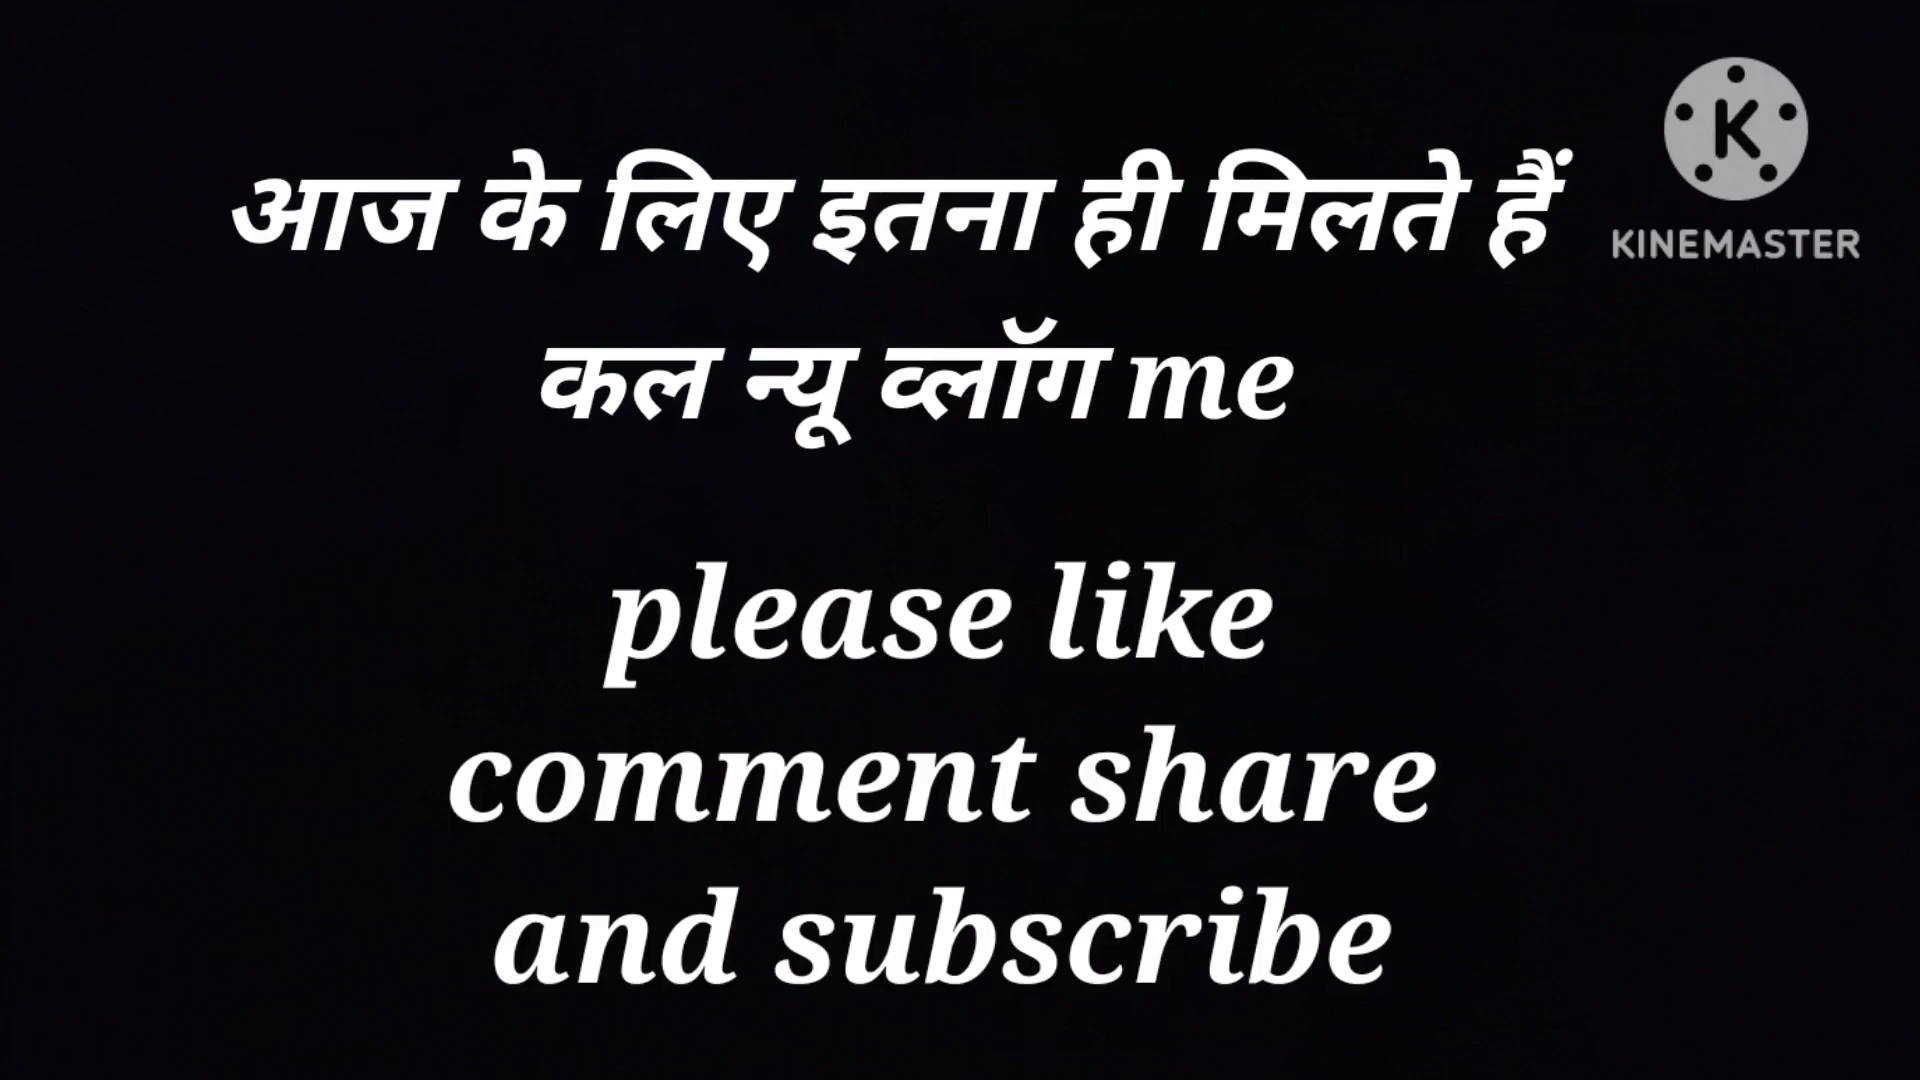 आज के लिए इतना ही मिलते हैं
कल न्यू व्लॉग me
please like
comment share
and subscribe
K
KINEMASTER